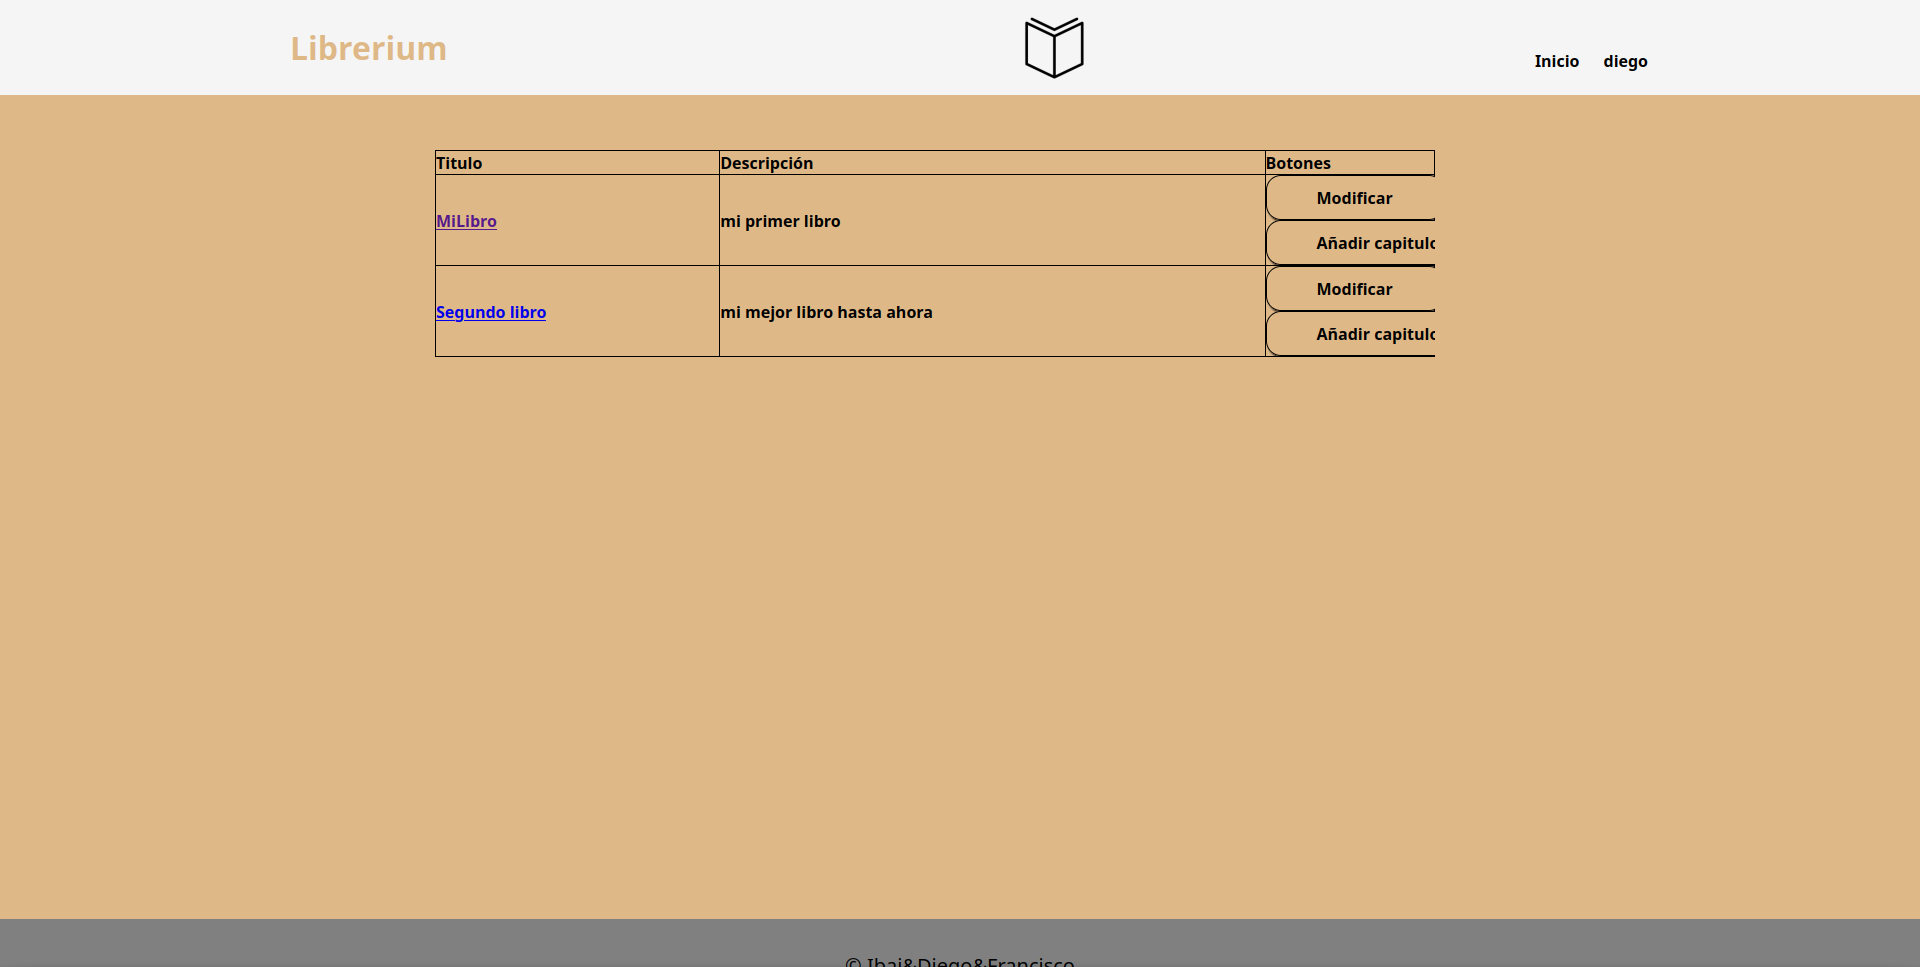 Librerium
Inicio diego
Titulo Descripción Botones
MiLibro mi primer libro Modificar
Añadir capitulo
Segundo libro mi mejor libro hasta ahora Modificar
Añadir capitulo
© Ibai&Diego&Francisco